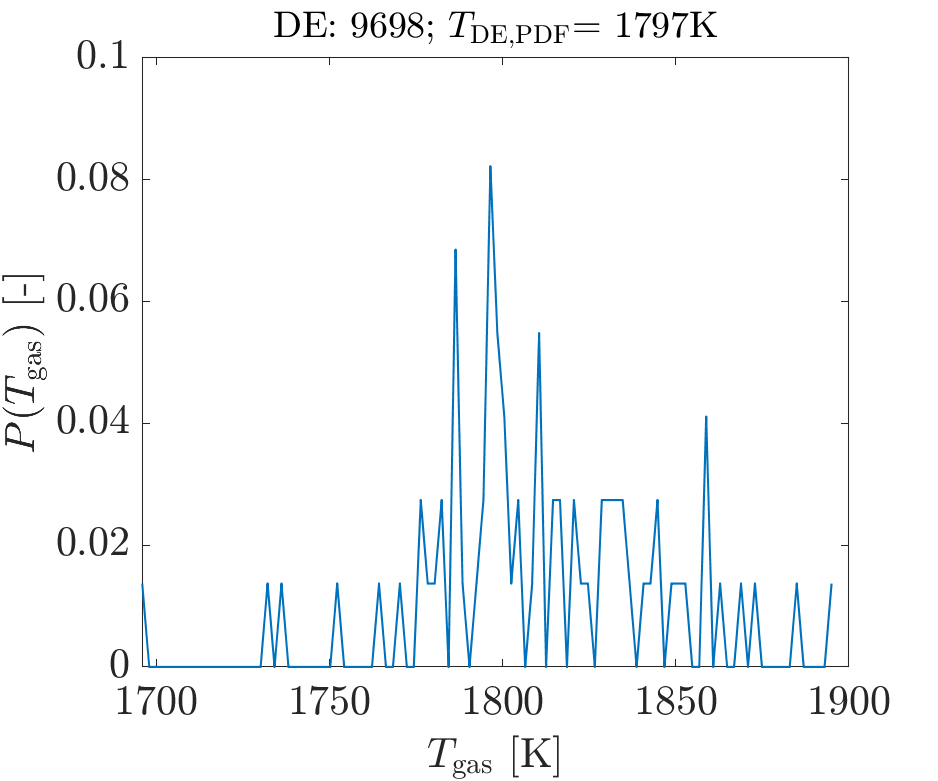 DE: 9698; T_DE,PDF= 1797K
0.1
0.08
0.06
0.04
0.02
0
P(T_gas) [-]
1700 1750 1800 1850 1900
T_gas [K]